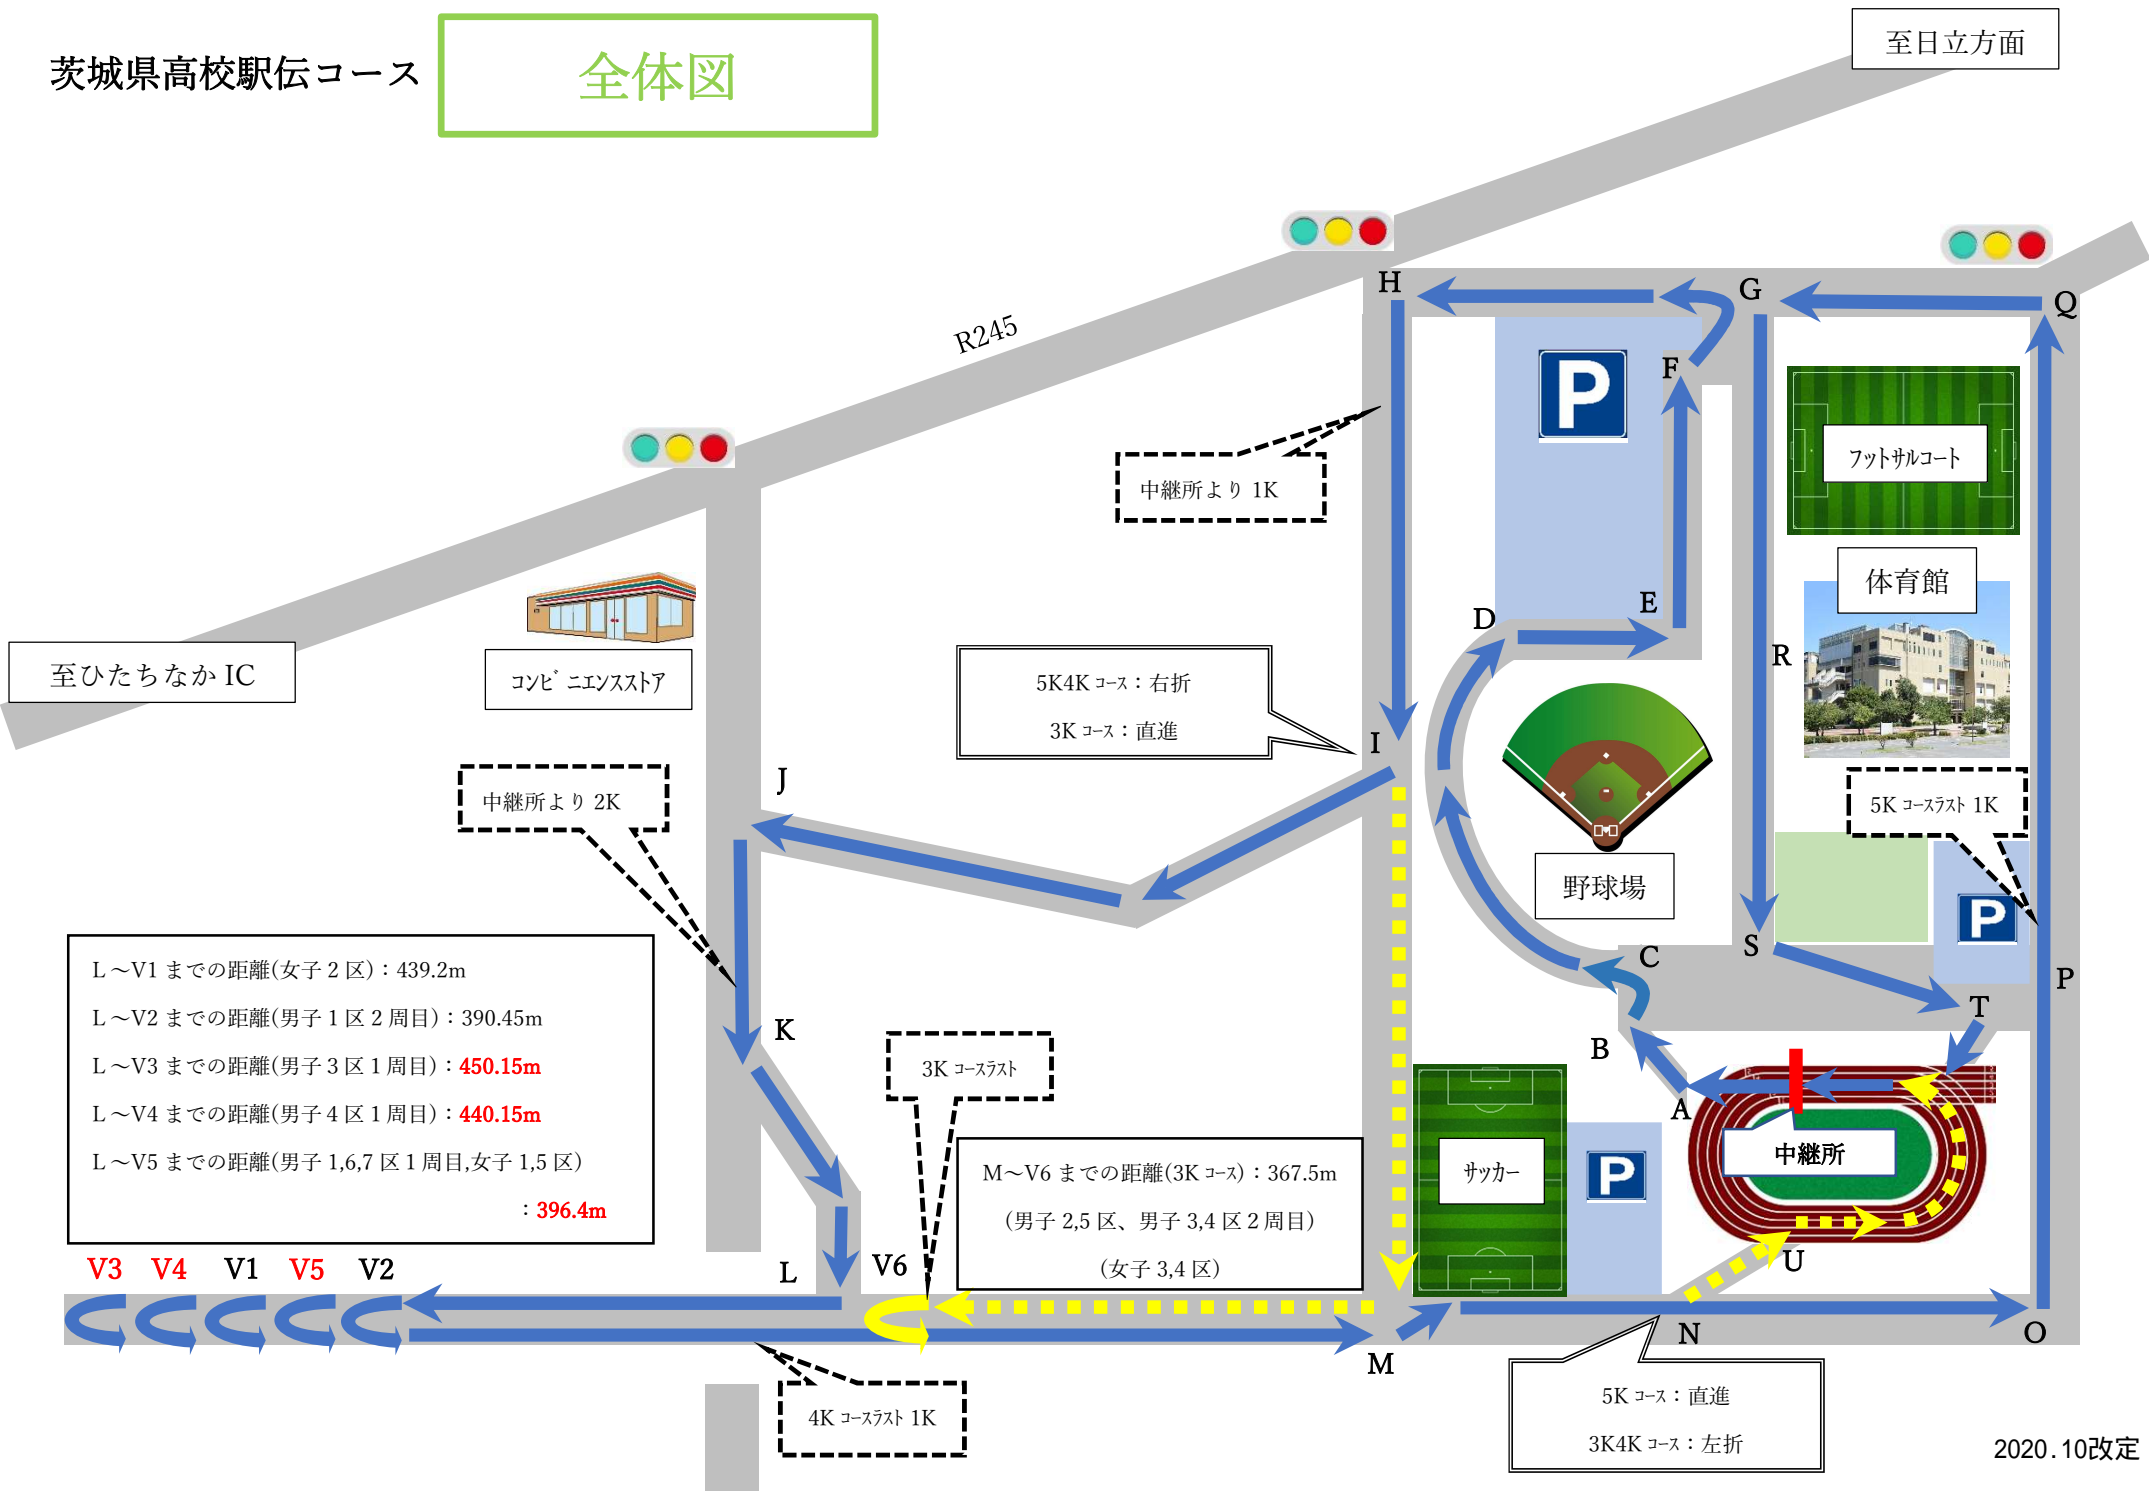 茨城県高校駅伝コース
全体図
至日立方面
R245
H
G
Q
F
P
中継所より 1K
フットサルコート
体育館
D
E
R
至ひたちなか IC
コンビニエンスストア
5K4K コース：右折
3K コース：直進
I
J
中継所より 2K
5K コースラスト 1K
野球場
P
C
S
P
T
L～V1 までの距離(女子 2 区)：439.2m
L～V2 までの距離(男子 1 区 2 周目)：390.45m
L～V3 までの距離(男子 3 区 1 周目)：450.15m
L～V4 までの距離(男子 4 区 1 周目)：440.15m
L～V5 までの距離(男子 1,6,7 区 1 周目,女子 1,5 区)
：396.4m
K
B
A
3K コースラスト
中継所
サッカー
P
M～V6 までの距離(3K コース)：367.5m
(男子 2,5 区、男子 3,4 区 2 周目)
(女子 3,4 区)
V3 V4 V1 V5 V2
L
V6
U
M
N
O
4K コースラスト 1K
5K コース：直進
3K4K コース：左折
2020.10改定